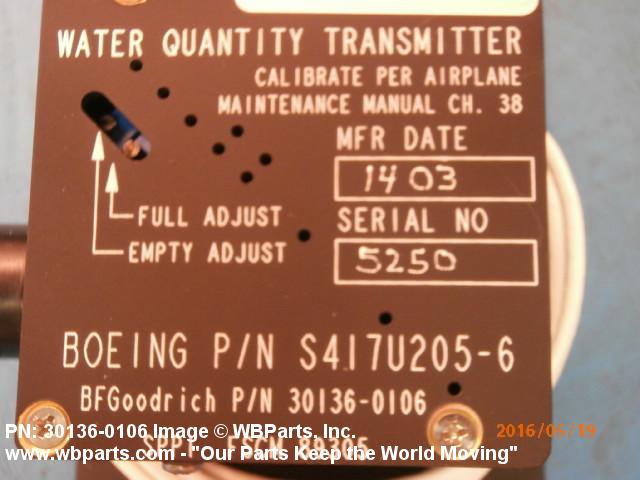 WATER QUANTITY TRANSMITTER
CALIBRATE PER AIRPLANE
MAINTENANCE MANUAL CH. 38
MFR DATE
1403
FULL ADJUST
SERIAL NO
EMPTY ADJUST
5250
BOEING P/N S417U205-6
BFGoodrich P/N 30136-0106
PN: 30136-0106 Image © WBParts, Inc.
2016/05/19
www.wbparts.com - "Our Parts Keep the World Moving"